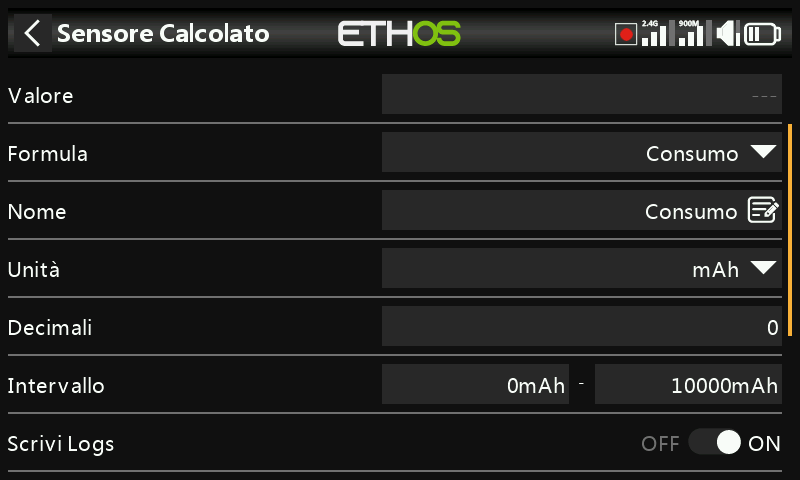 Sensore Calcolato ETHOS 2.4G 900M
Valore ---
Formula Consumo
Nome Consumo
Unità mAh
Decimali 0
Intervallo 0mAh - 10000mAh
Scrivi Logs OFF ON